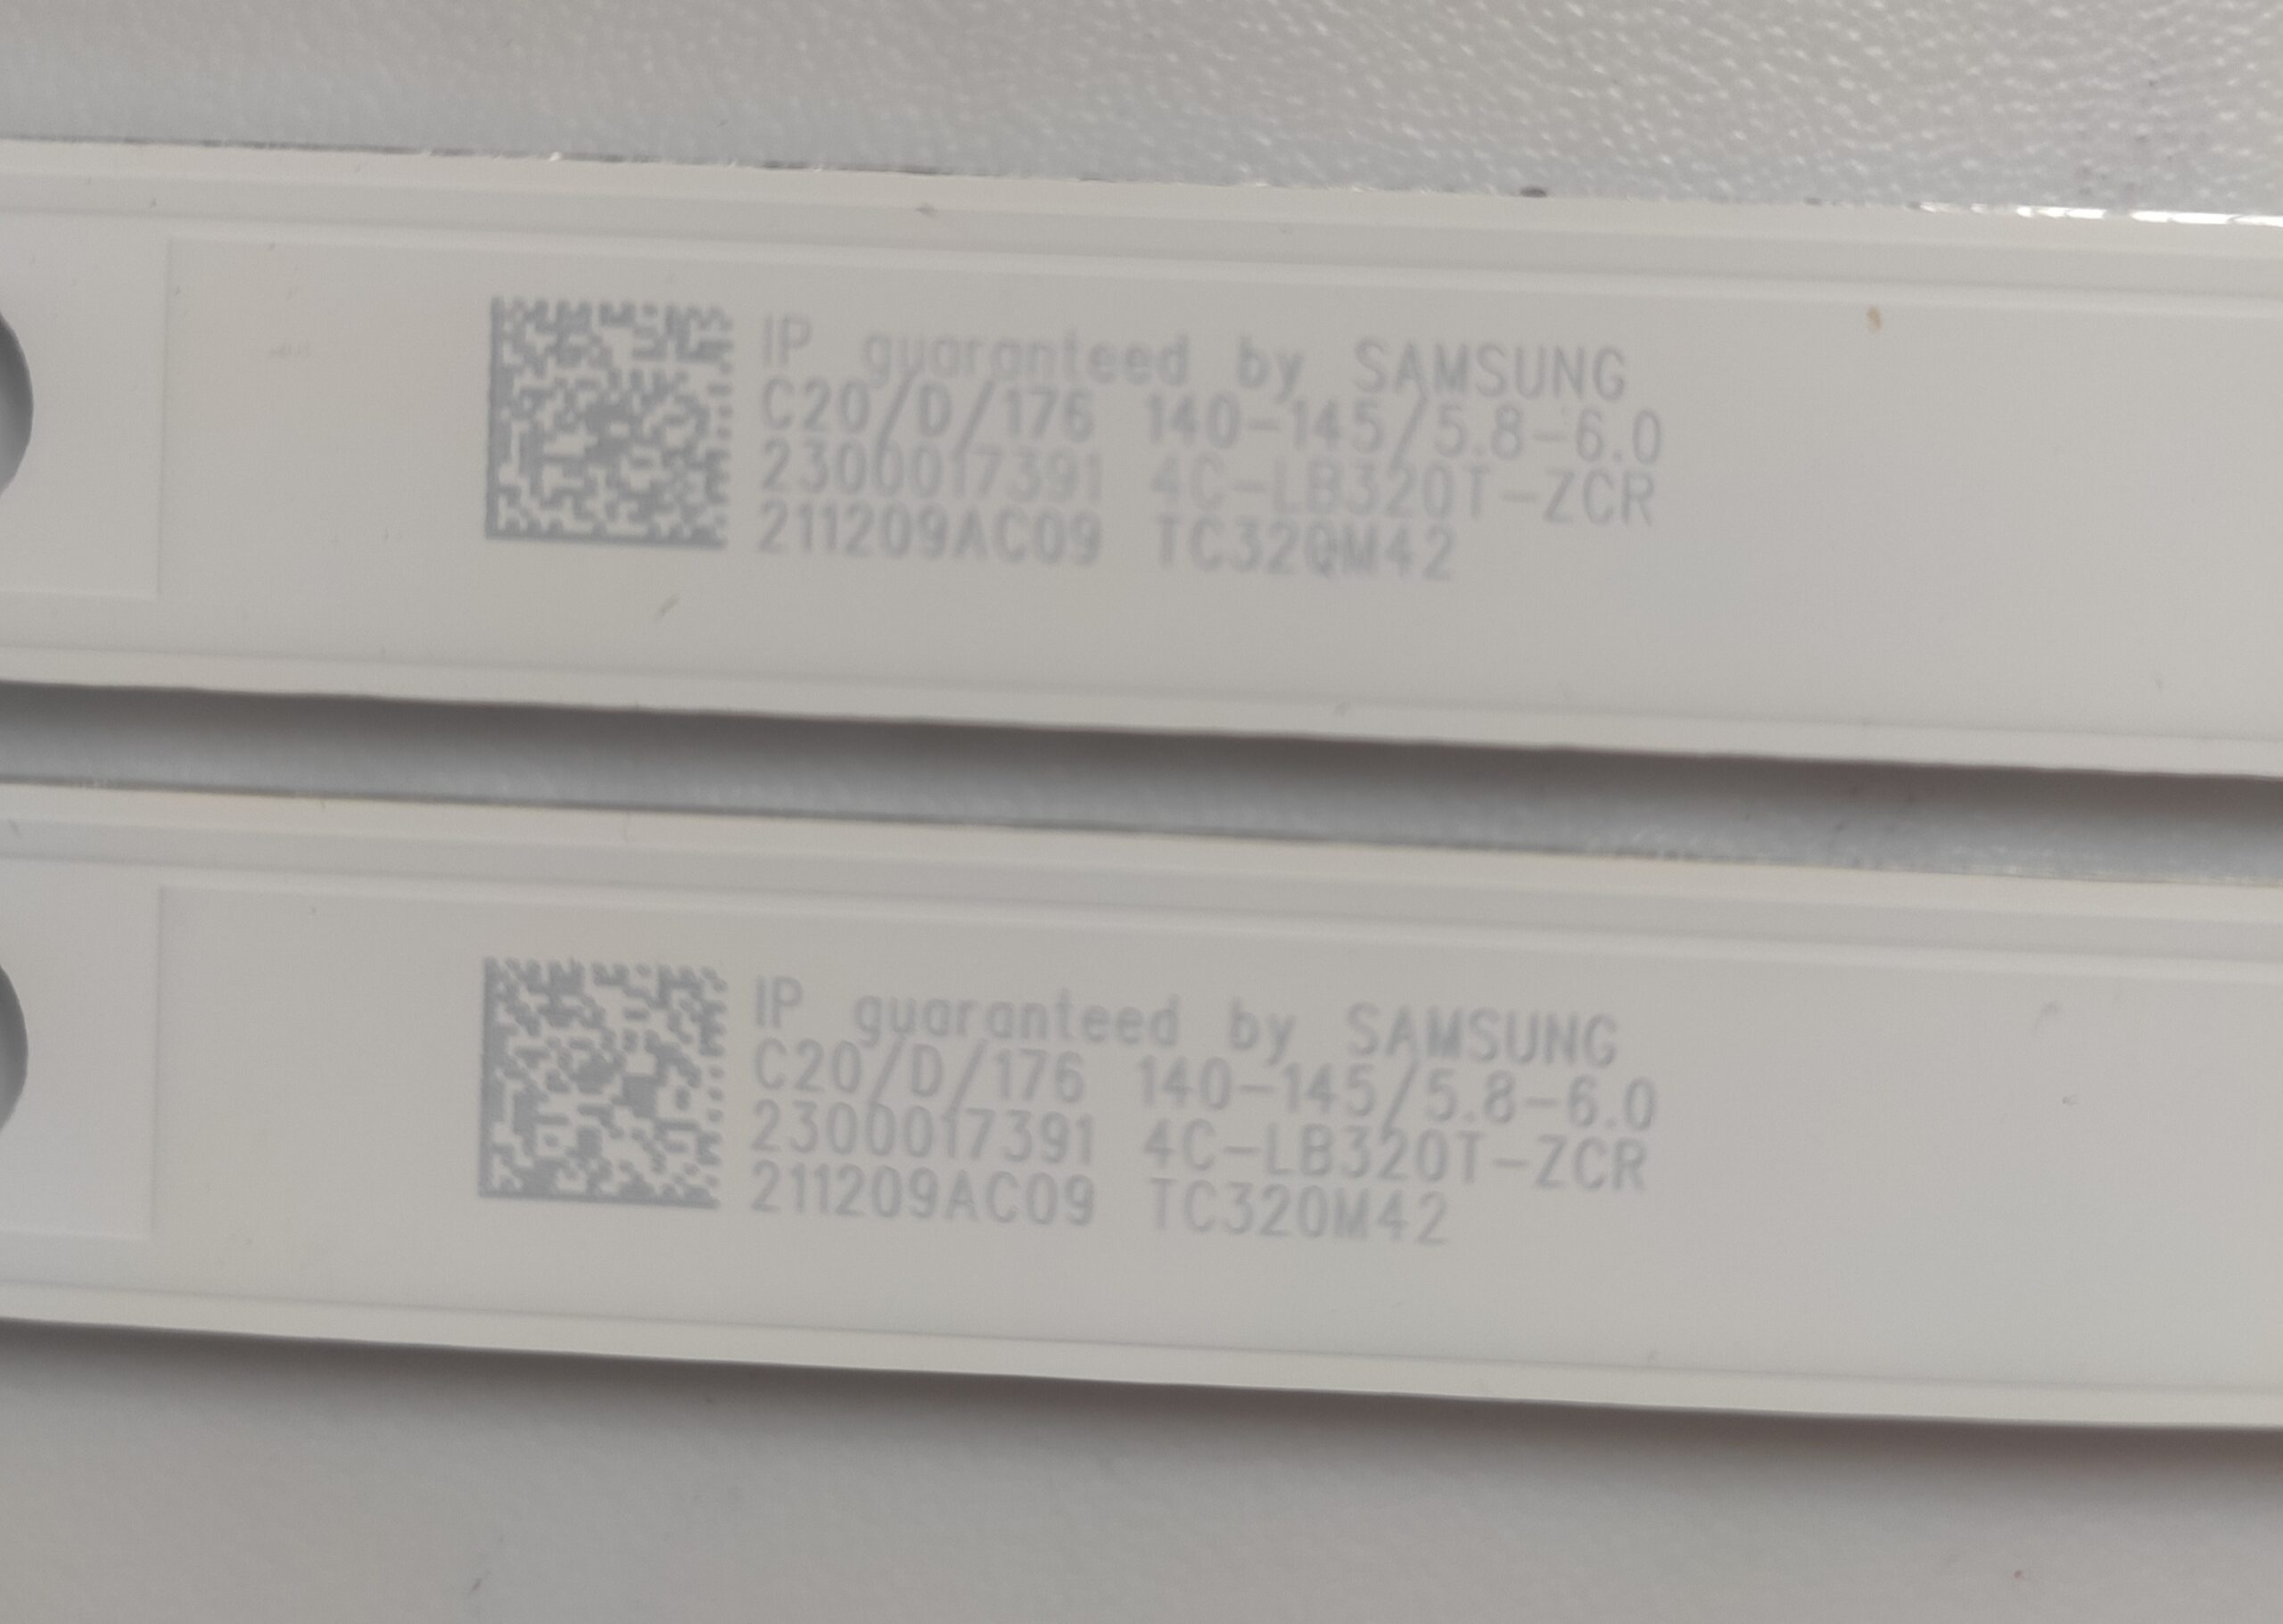 IP guaranteed by SAMSUNG
C20/D/176 140-145/5.8-6.0
2300017391 4C-LB320T-ZCR
211209AC09 TC320M42
IP guaranteed by SAMSUNG
C20/D/176 140-145/5.8-6.0
2300017391 4C-LB320T-ZCR
211209AC09 TC320M42